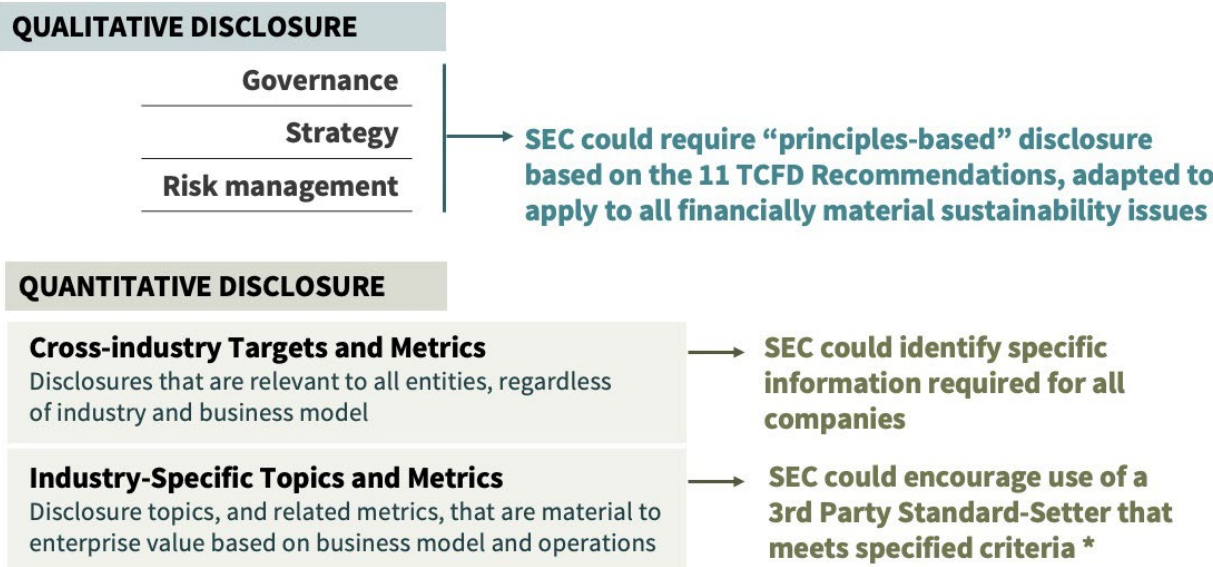 QUALITATIVE DISCLOSURE
Governance
Strategy
Risk management
SEC could require “principles-based” disclosure
based on the 11 TCFD Recommendations, adapted to
apply to all financially material sustainability issues
QUANTITATIVE DISCLOSURE
Cross-industry Targets and Metrics
Disclosures that are relevant to all entities, regardless
of industry and business model
SEC could identify specific
information required for all
companies
Industry-Specific Topics and Metrics
Disclosure topics, and related metrics, that are material to
enterprise value based on business model and operations
SEC could encourage use of a
3rd Party Standard-Setter that
meets specified criteria *